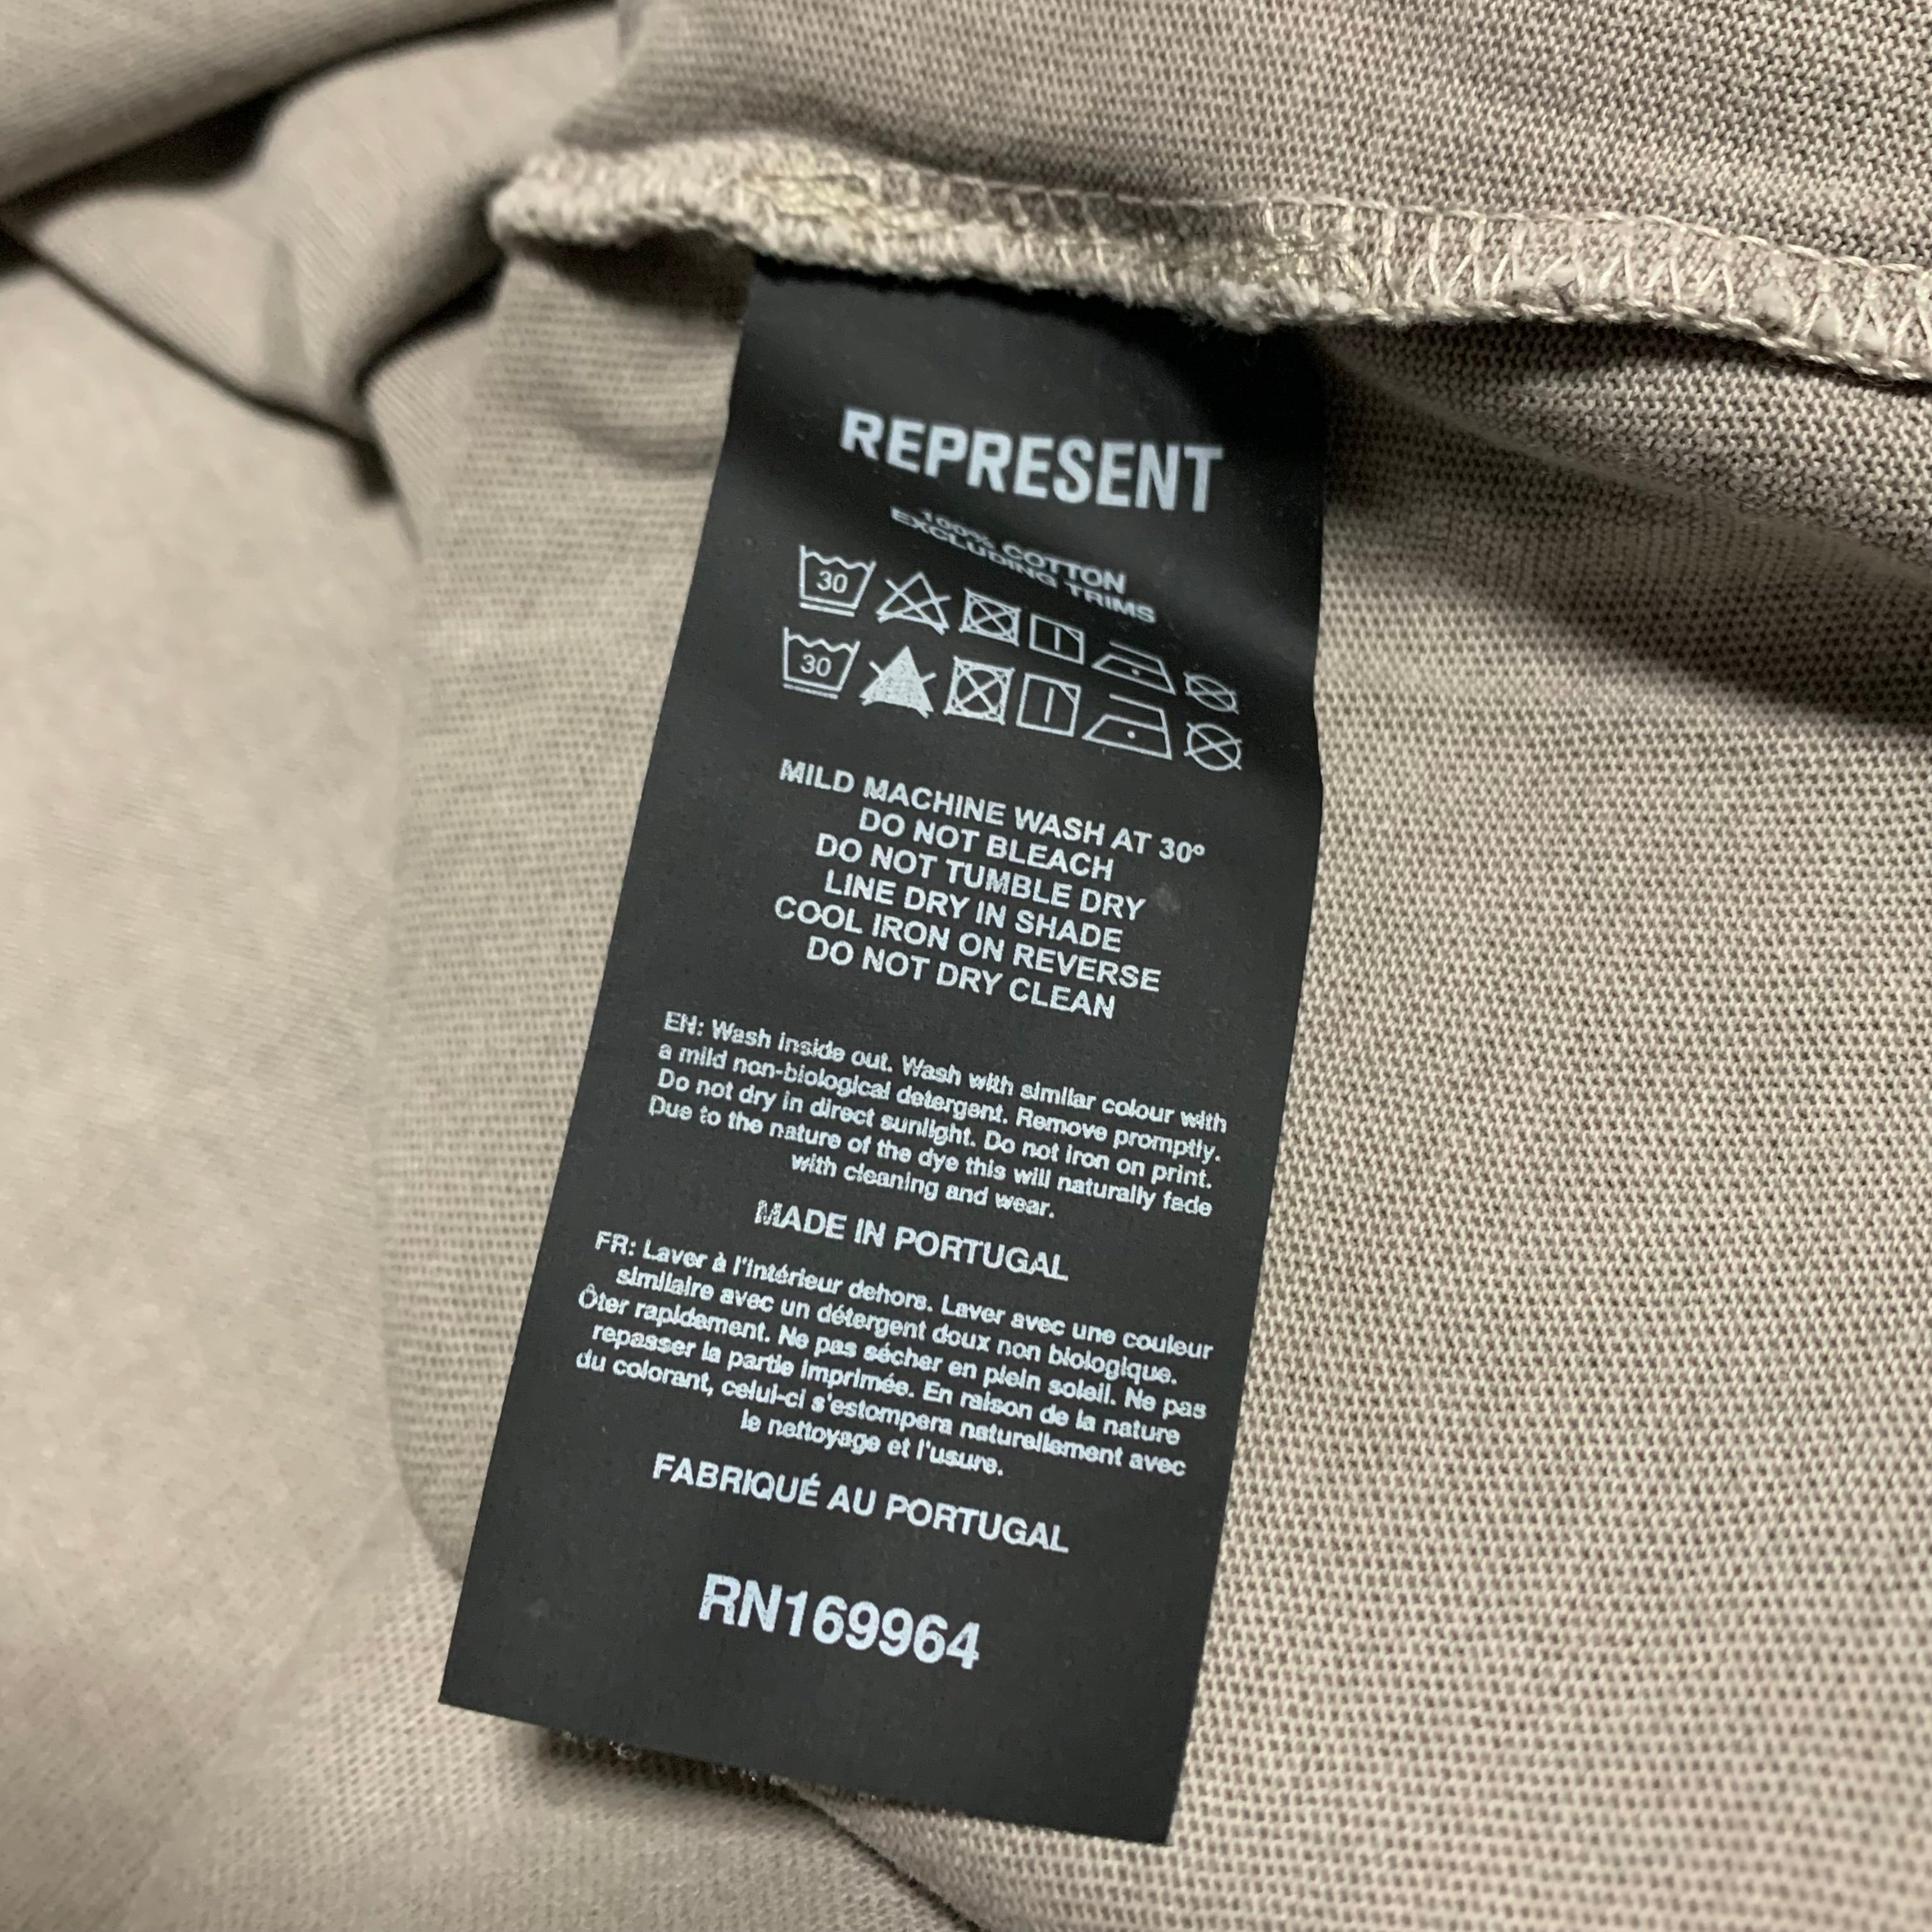 REPRESENT
100% COTTON
EXCLUDING TRIMS
30
30
MILD MACHINE WASH AT 30º
DO NOT BLEACH
DO NOT TUMBLE DRY
LINE DRY IN SHADE
COOL IRON ON REVERSE
DO NOT DRY CLEAN
EN: Wash inside out. Wash with similar colour with
a mild non-biological detergent. Remove promptly.
Do not dry in direct sunlight. Do not iron on print.
Due to the nature of the dye this will naturally fade
with cleaning and wear.
MADE IN PORTUGAL
FR: Laver à l'intérieur dehors. Laver avec une couleur
similaire avec un détergent doux non biologique.
Ôter rapidement. Ne pas sécher en plein soleil. Ne pas
repasser la partie imprimée. En raison de la nature
du colorant, celui-ci s'estompera naturellement avec
le nettoyage et l'usure.
FABRIQUÉ AU PORTUGAL
RN169964